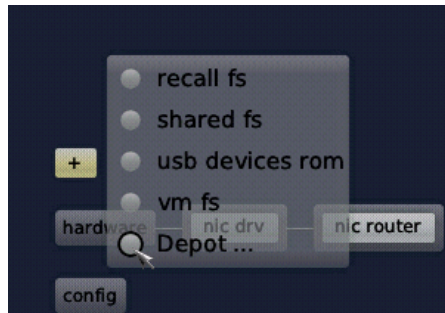 recall fs
shared fs
usb devices rom
+
vm fs
hardware nic drv nic router
Depot ...
config